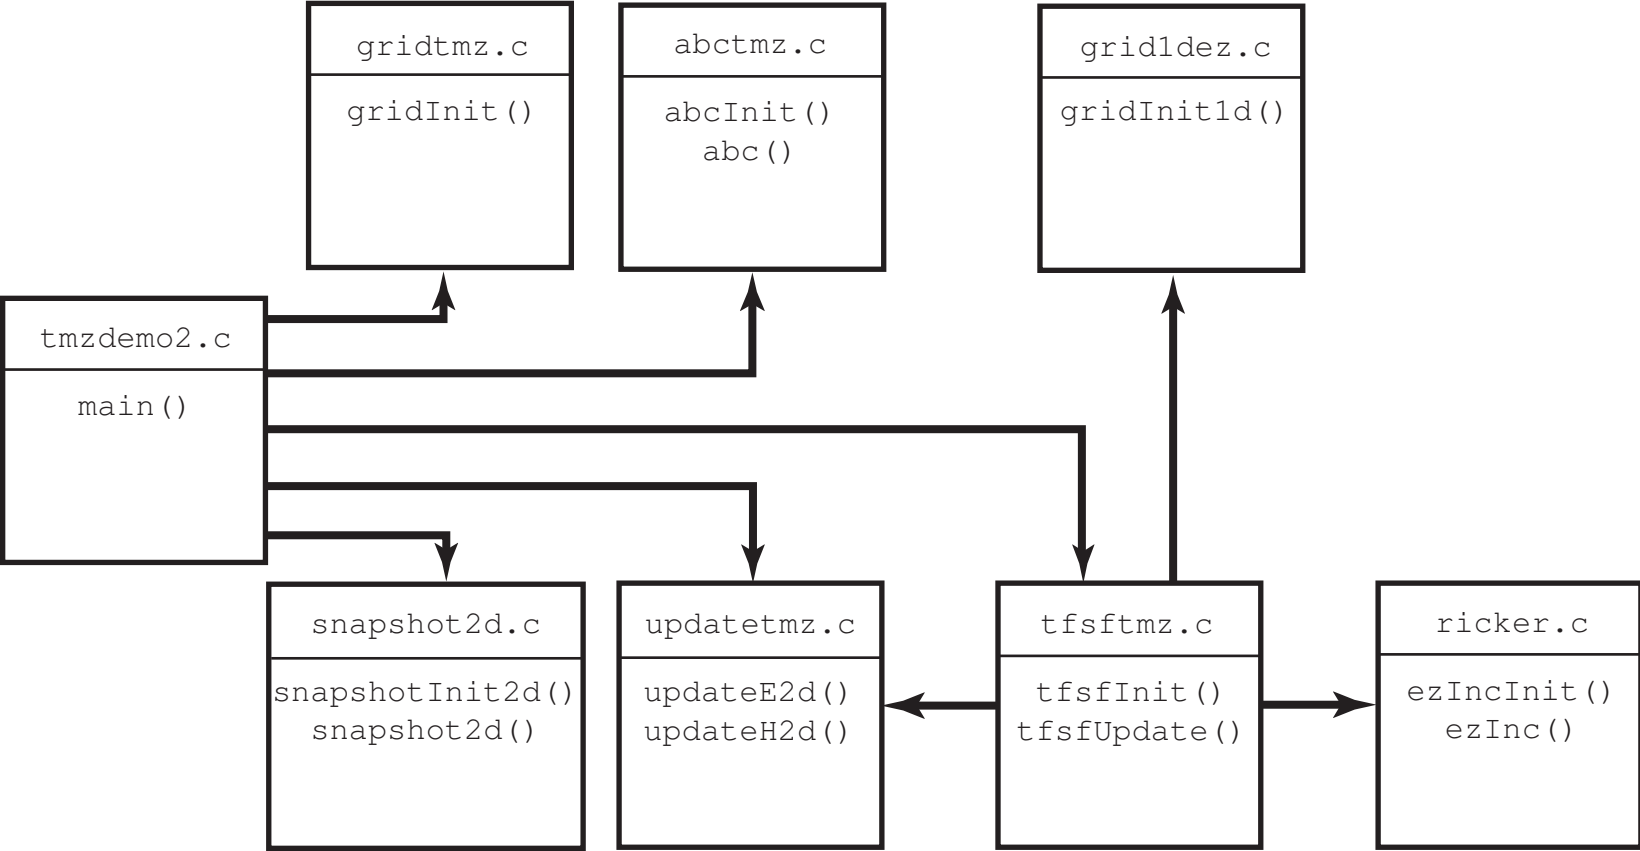 gridtmz.c
gridInit()
abctmz.c
abcInit()
abc()
grid1dez.c
gridInit1d()
tmzdemo2.c
main()
snapshot2d.c
snapshotInit2d()
snapshot2d()
updatetmz.c
updateE2d()
updateH2d()
tfsftmz.c
tfsfInit()
tfsfUpdate()
ricker.c
ezIncInit()
ezInc()